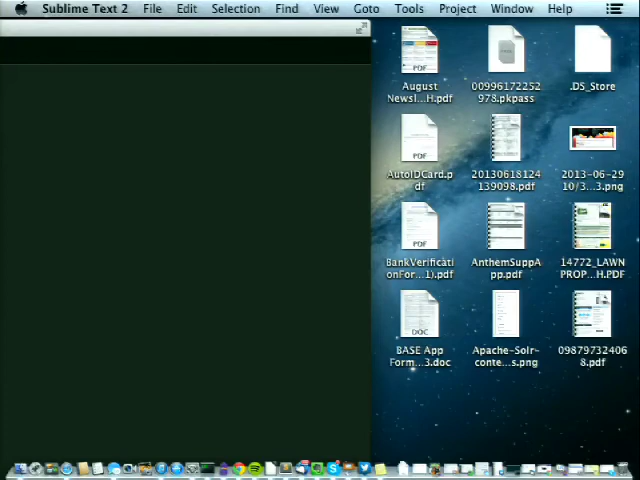 Sublime Text 2 File Edit Selection Find View Goto Tools Project Window Help
PDF
August
Newsl...H.pdf
00996172252
978.pkpass
.DS_Store
PDF
AutoIDCard.p
df
20130618124
139098.pdf
2013-06-29
10/3...3.png
PDF
BankVerificati
onFor...1).pdf
AnthemSuppA
pp.pdf
14772_LAWN
PROP...H.PDF
DOC
BASE App
Form...3.doc
Apache-Solr-
conte...s.png
09879732406
8.pdf